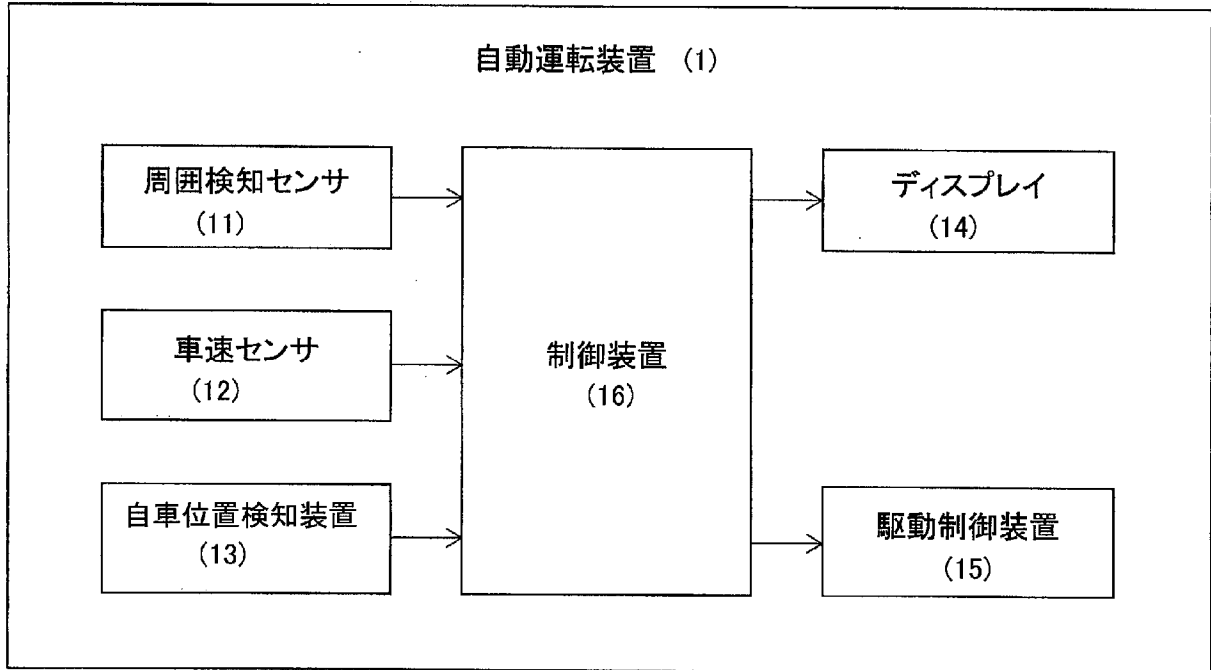 自動運転装置 (1)
周囲検知センサ
(11)
車速センサ
(12)
自車位置検知装置
(13)
制御装置
(16)
ディスプレイ
(14)
駆動制御装置
(15)